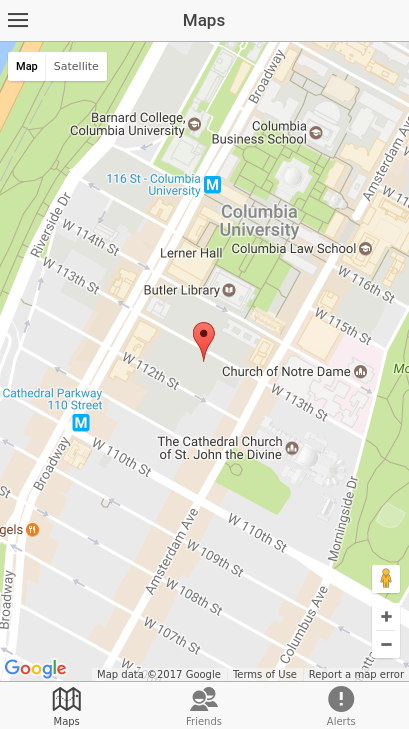 Maps
Map
Satellite
Broadway
Barnard College,
Columbia University
Columbia
Business School
Amsterdam Av
116 St - Columbia
University
M
Columbia
University
Riverside Dr
W 114th St
Lerner Hall
Columbia Law School
W 116th St
W 113th St
Butler Library
W 115th St
W 112th St
Church of Notre Dame
Mo
Cathedral Parkway
110 Street
M
W 113th St
The Cathedral Church
of St. John the Divine
Broadway
W 110th St
St
Morningside Dr
gels
W 110th St
Amsterdam Ave
W 109th St
Broadway
W 108th St
Columbus Ave
W 107th St
Google
Map data ©2017 Google
Terms of Use
Report a map error
Maps
Friends
Alerts